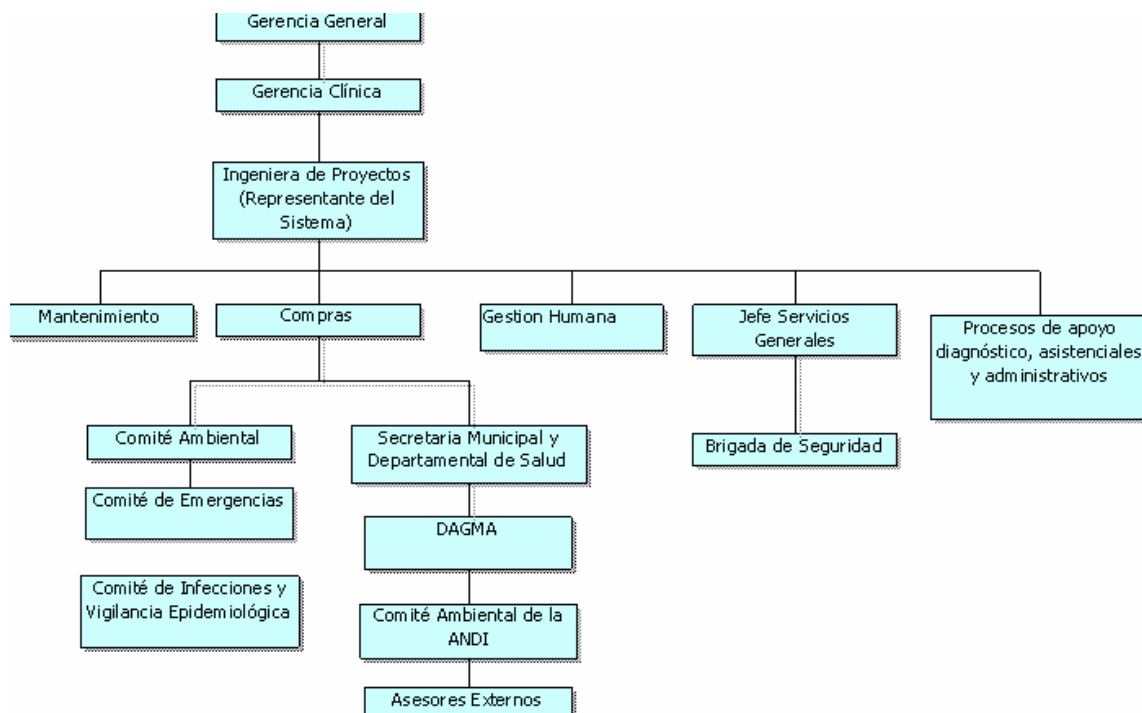 Gerencia General
Gerencia Clínica
Ingeniera de Proyectos
(Representante del
Sistema)
Mantenimiento
Compras
Gestion Humana
Jefe Servicios
Generales
Procesos de apoyo
diagnóstico, asistenciales
y administrativos
Comité Ambiental
Secretaria Municipal y
Departamental de Salud
Brigada de Seguridad
Comité de Emergencias
DAGMA
Comité de Infecciones y
Vigilancia Epidemiológica
Comité Ambiental de la
ANDI
Asesores Externos